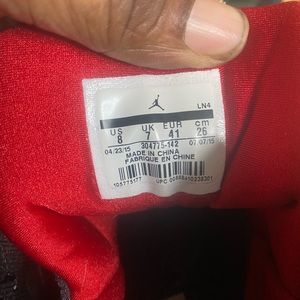 LN4
US UK EUR cm
8 7 41 26
04/23/15 304775-142 07/07/15
MADE IN CHINA
FABRIQUE EN CHINE